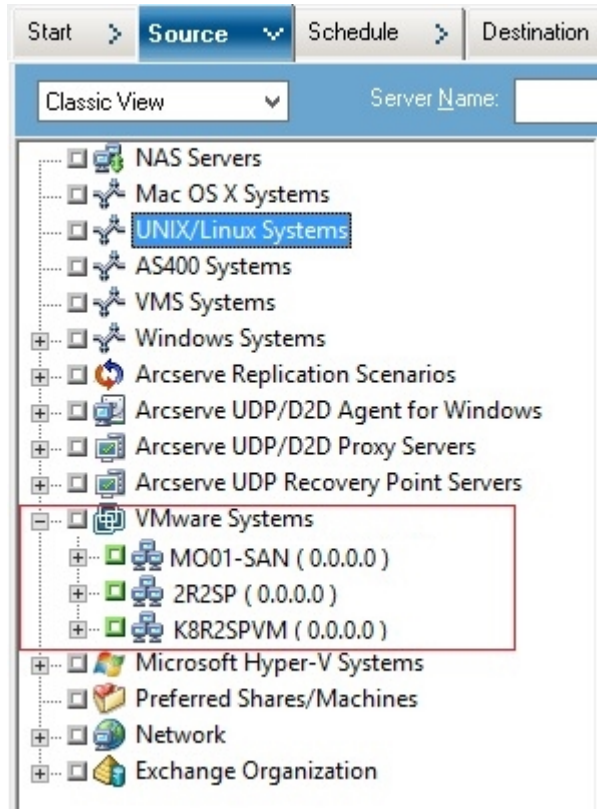 Start > Source Schedule > Destination
Classic View Server Name:
NAS Servers
Mac OS X Systems
UNIX/Linux Systems
AS400 Systems
VMS Systems
Windows Systems
Arcserve Replication Scenarios
Arcserve UDP/D2D Agent for Windows
Arcserve UDP/D2D Proxy Servers
Arcserve UDP Recovery Point Servers
VMware Systems
MO01-SAN ( 0.0.0.0 )
2R2SP ( 0.0.0.0 )
K8R2SPVM ( 0.0.0.0 )
Microsoft Hyper-V Systems
Preferred Shares/Machines
Network
Exchange Organization